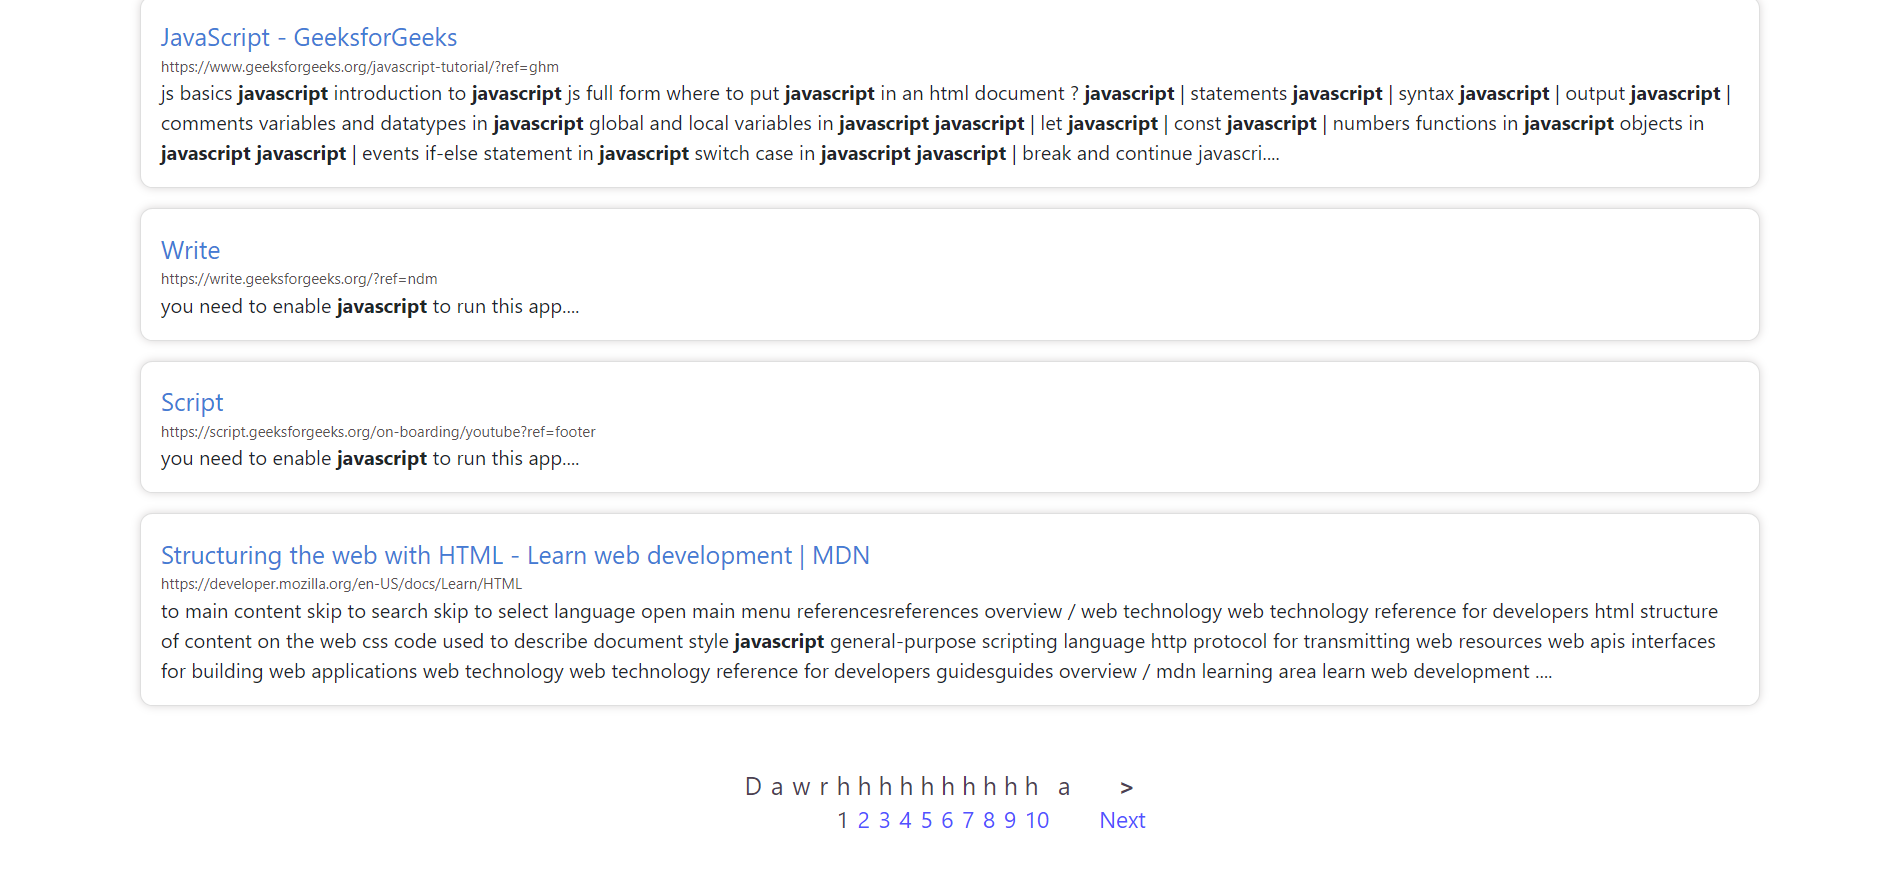 JavaScript - GeeksforGeeks
https://www.geeksforgeeks.org/javascript-tutorial/?ref=ghm
js basics javascript introduction to javascript js full form where to put javascript in an html document ? javascript | statements javascript | syntax javascript | output javascript |
comments variables and datatypes in javascript global and local variables in javascript javascript | let javascript | const javascript | numbers functions in javascript objects in
javascript javascript | events if-else statement in javascript switch case in javascript javascript | break and continue javascri....
Write
https://write.geeksforgeeks.org/?ref=ndm
you need to enable javascript to run this app....
Script
https://script.geeksforgeeks.org/on-boarding/youtube?ref=footer
you need to enable javascript to run this app....
Structuring the web with HTML - Learn web development | MDN
https://developer.mozilla.org/en-US/docs/Learn/HTML
to main content skip to search skip to select language open main menu referencesreferences overview / web technology web technology reference for developers html structure
of content on the web css code used to describe document style javascript general-purpose scripting language http protocol for transmitting web resources web apis interfaces
for building web applications web technology web technology reference for developers guidesguides overview / mdn learning area learn web development ....
D a w r h h h h h h h h h h a >
1 2 3 4 5 6 7 8 9 10 Next